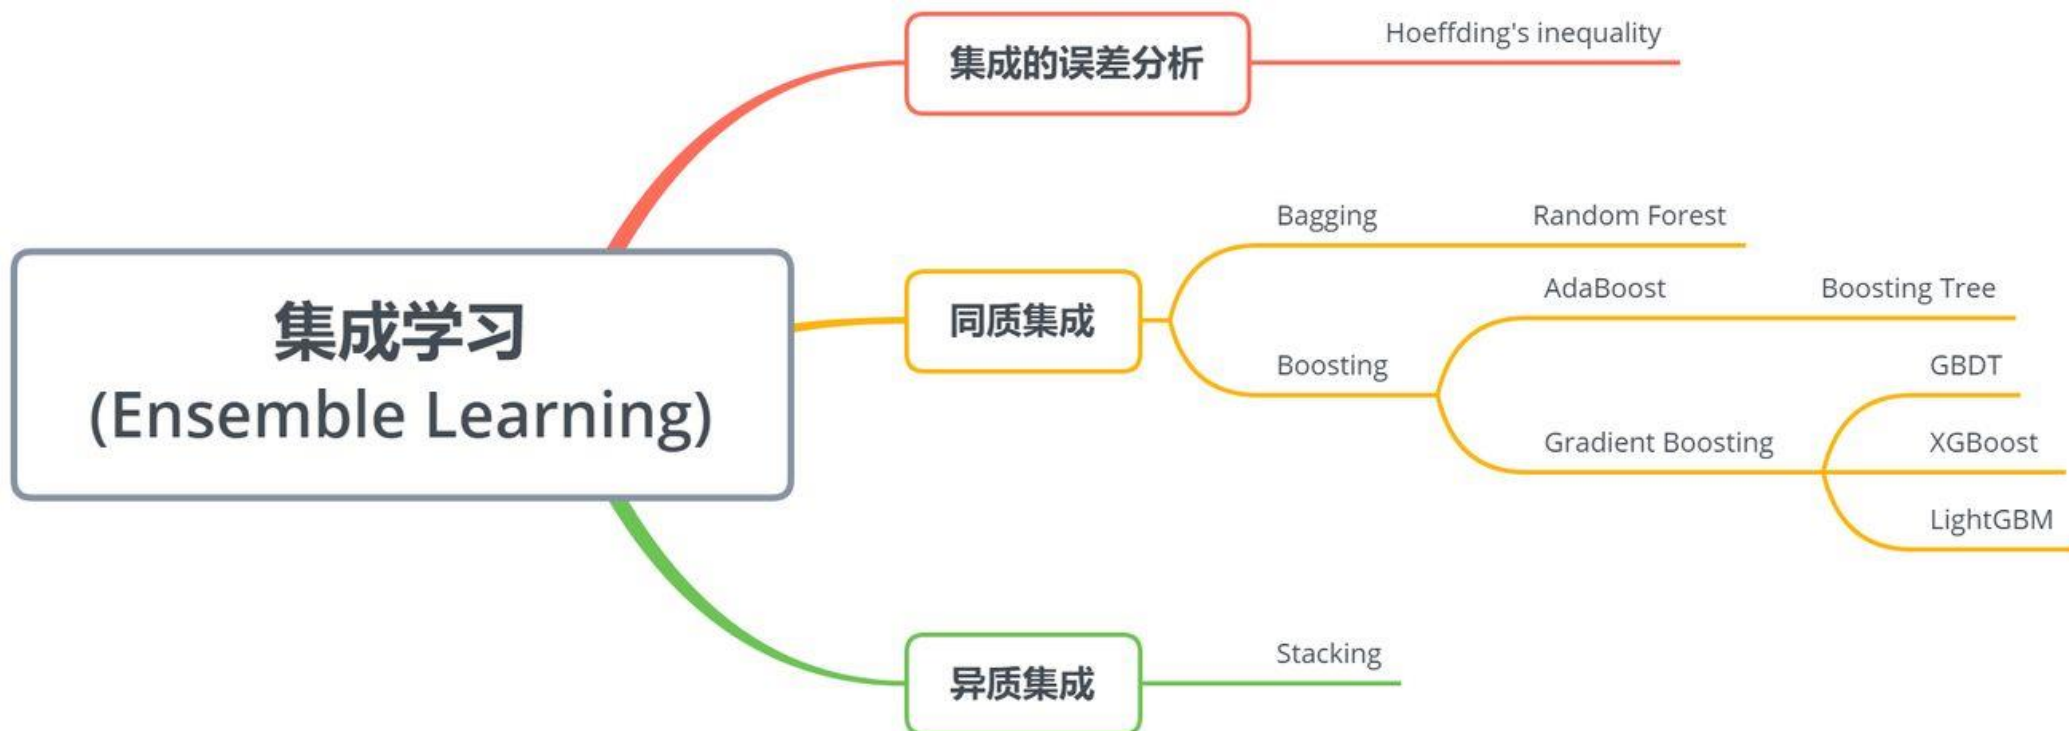 集成学习
(Ensemble Learning)
集成的误差分析
Hoeffding's inequality
同质集成
Bagging
Random Forest
Boosting
AdaBoost
Boosting Tree
Gradient Boosting
GBDT
XGBoost
LightGBM
异质集成
Stacking